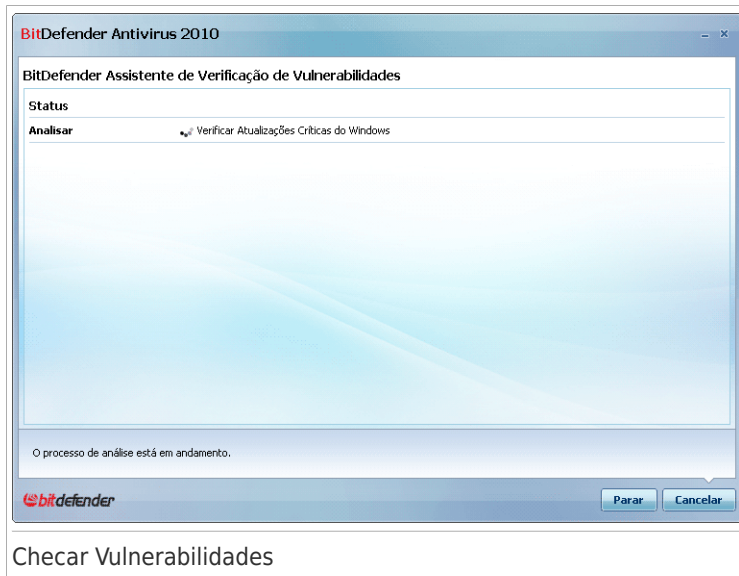 BitDefender Antivirus 2010
BitDefender Assistente de Verificação de Vulnerabilidades
Status
Analisar Verificar Atualizações Críticas do Windows
O processo de análise está em andamento.
bitdefender Parar Cancelar
Checar Vulnerabilidades